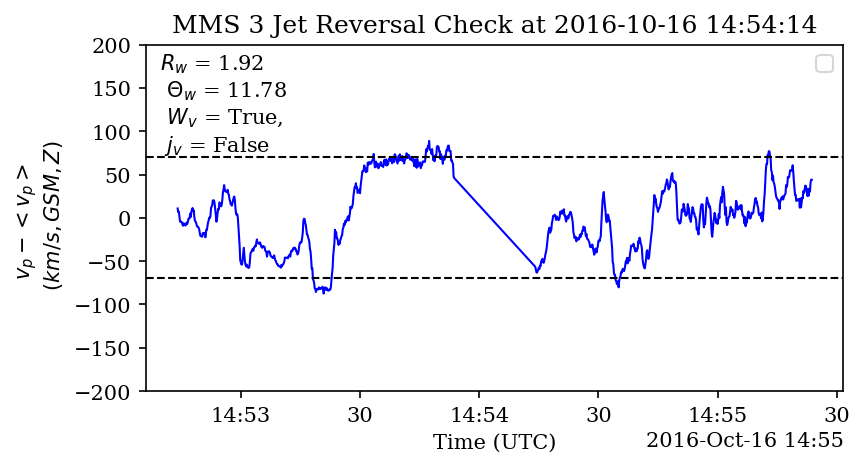 MMS 3 Jet Reversal Check at 2016-10-16 14:54:14
200
150
100
50
0
−50
−100
−150
−200
v_p − < v_p >
(km/s, GSM, Z)
R_w = 1.92
Θ_w = 11.78
W_v = True,
j_v = False
14:53 30 14:54 30 14:55 30
Time (UTC)
2016-Oct-16 14:55